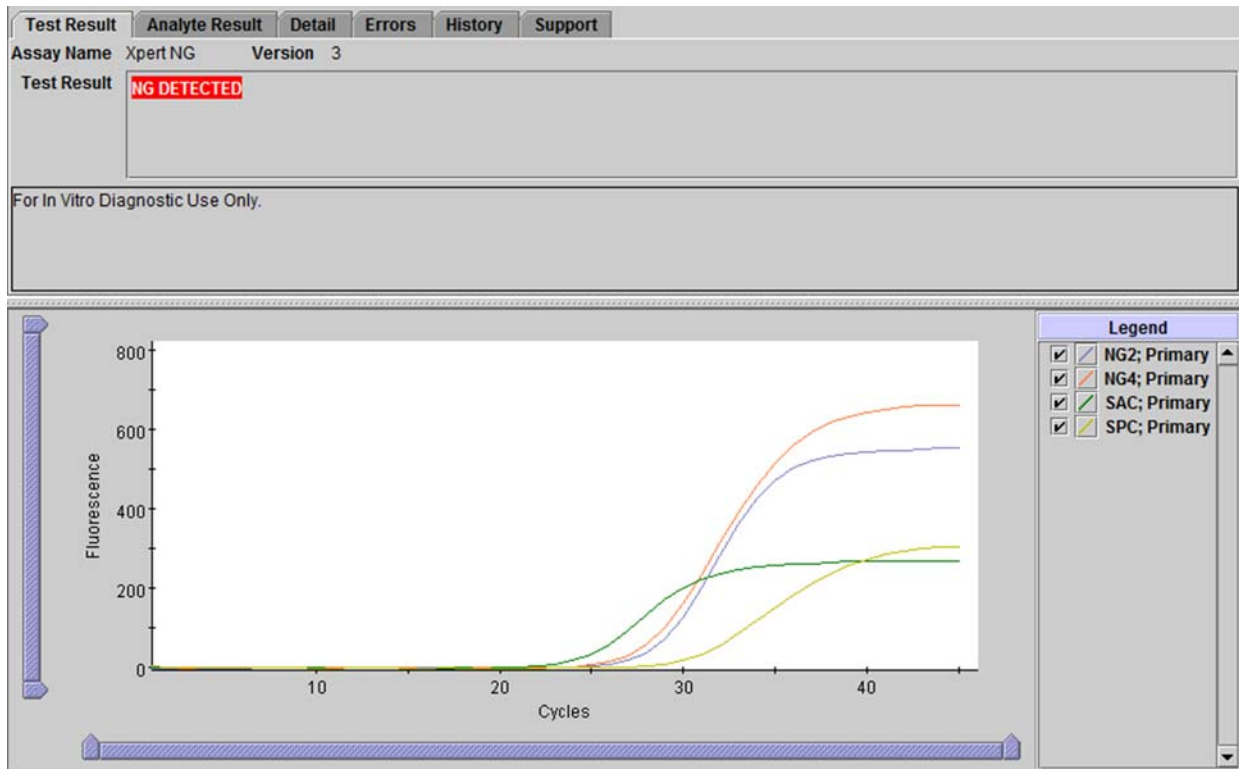 Test Result Analyte Result Detail Errors History Support
Assay Name Xpert NG Version 3
Test Result NG DETECTED
For In Vitro Diagnostic Use Only.
Legend
NG2; Primary
NG4; Primary
SAC; Primary
SPC; Primary
800
600
400
200
0
Fluorescence
10 20 30 40
Cycles